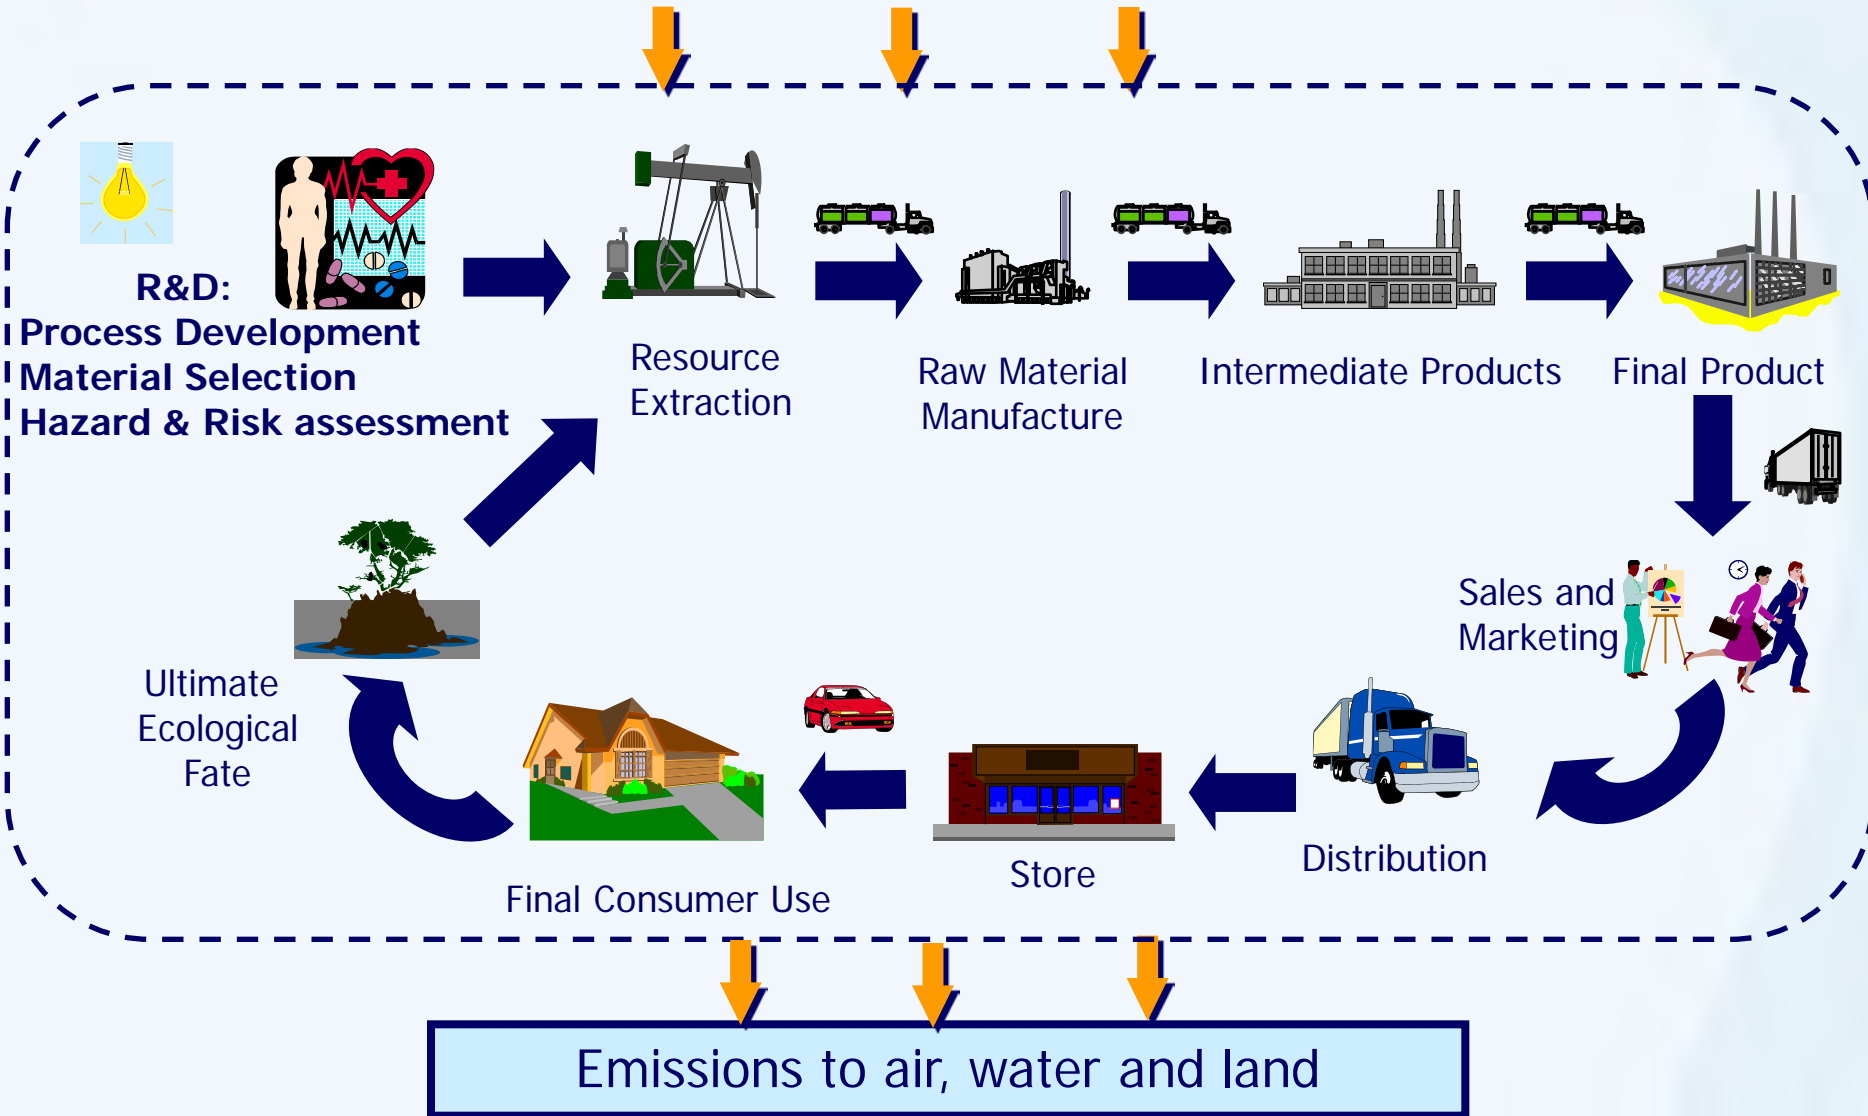 R&D:
Process Development
Material Selection
Hazard & Risk assessment
Resource
Extraction
Raw Material
Manufacture
Intermediate Products
Final Product
Sales and
Marketing
Distribution
Store
Final Consumer Use
Ultimate
Ecological
Fate
Emissions to air, water and land